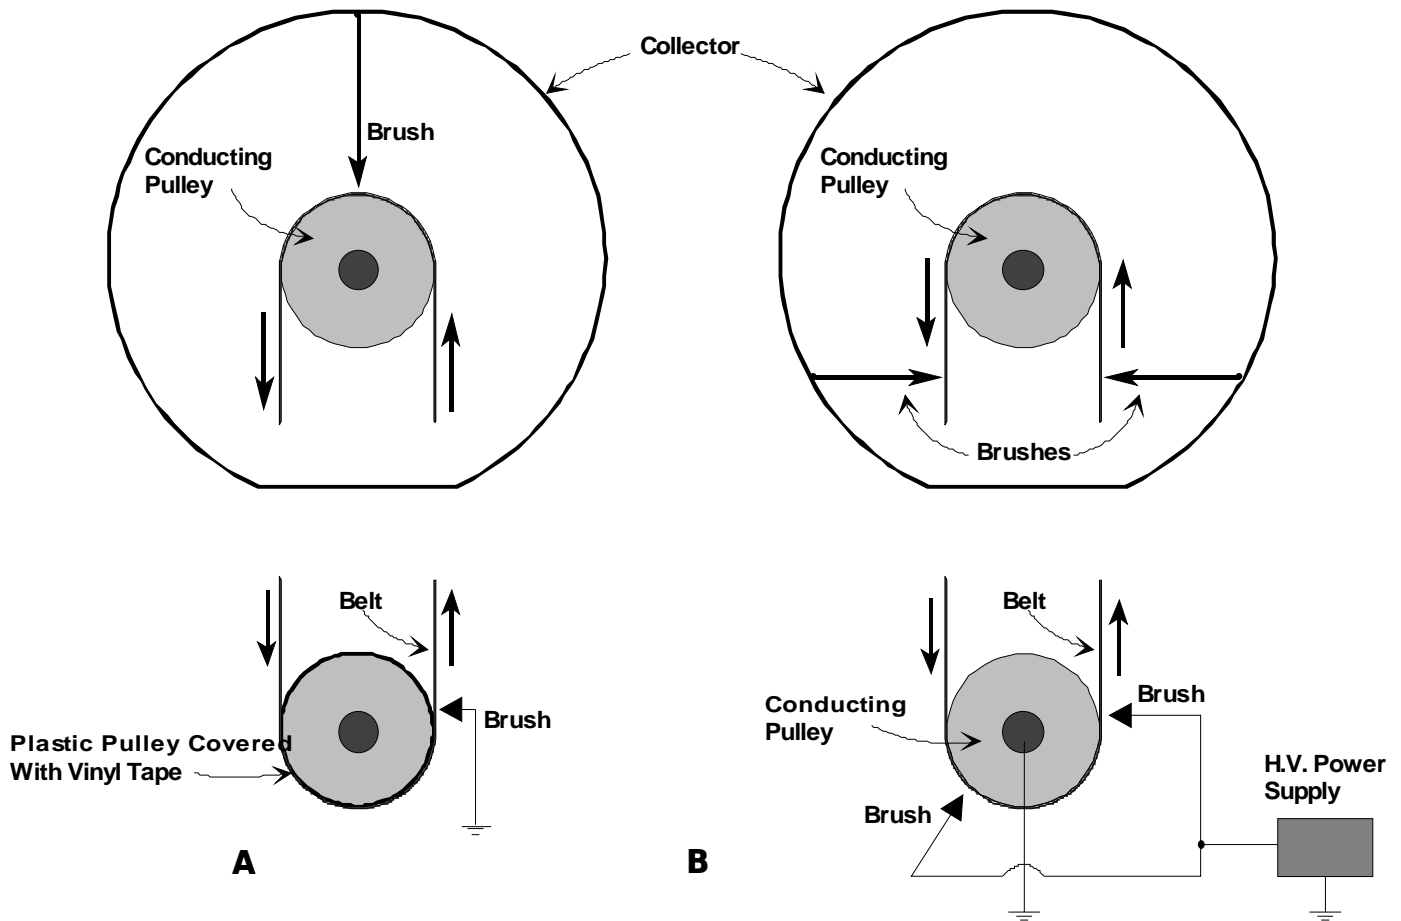 Collector
Brush
Conducting
Pulley
Conducting
Pulley
Brushes
Belt
Brush
Plastic Pulley Covered
With Vinyl Tape
A
Belt
Brush
Conducting
Pulley
Brush
H.V. Power
Supply
B